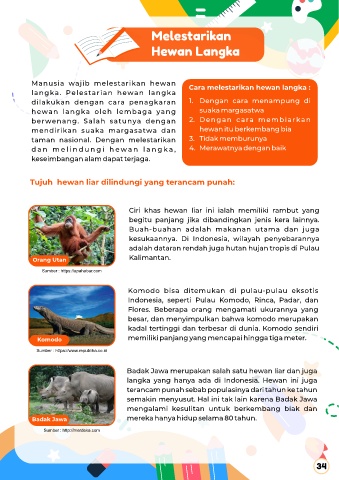 Melestarikan
Hewan Langka
Manusia wajib melestarikan hewan
langka. Pelestarian hewan langka
dilakukan dengan cara penagkaran
hewan langka oleh lembaga yang
berwenang. Salah satunya dengan
mendirikan suaka margasatwa dan
taman nasional. Dengan melestarikan
dan melindungi hewan langka,
keseimbangan alam dapat terjaga.
Cara melestarikan hewan langka :
1. Dengan cara menampung di
suaka margasatwa
2. Dengan cara membiarkan
hewan itu berkembang bia
3. Tidak memburunya
4. Merawatnya dengan baik
Tujuh hewan liar dilindungi yang terancam punah:
Ciri khas hewan liar ini ialah memiliki rambut yang
begitu panjang jika dibandingkan jenis kera lainnya.
Buah-buahan adalah makanan utama dan juga
kesukaannya. Di Indonesia, wilayah penyebarannya
adalah dataran rendah juga hutan hujan tropis di Pulau
Kalimantan.
Orang Utan
Sumber : https://apahabar.com
Komodo bisa ditemukan di pulau-pulau eksotis
Indonesia, seperti Pulau Komodo, Rinca, Padar, dan
Flores. Beberapa orang mengamati ukurannya yang
besar, dan menyimpulkan bahwa komodo merupakan
kadal tertinggi dan terbesar di dunia. Komodo sendiri
memiliki panjang yang mencapai hingga tiga meter.
Komodo
Sumber : https://www.republika.co.id
Badak Jawa merupakan salah satu hewan liar dan juga
langka yang hanya ada di Indonesia. Hewan ini juga
terancam punah sebab populasinya dari tahun ke tahun
semakin menyusut. Hal ini tak lain karena Badak Jawa
mengalami kesulitan untuk berkembang biak dan
mereka hanya hidup selama 80 tahun.
Badak Jawa
Sumber :
34